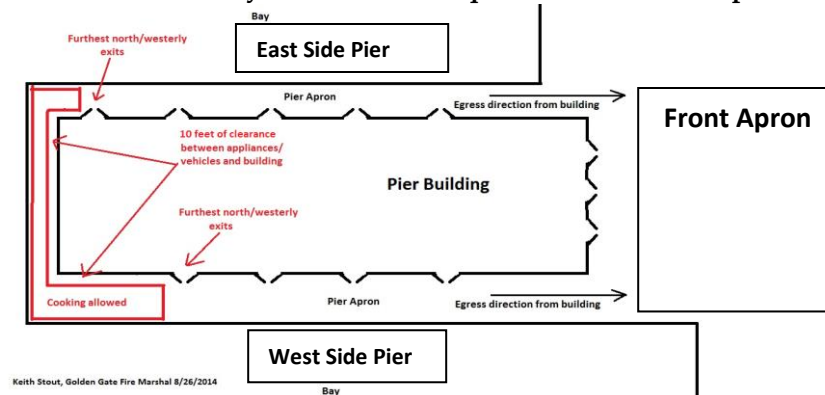 Bay
East Side Pier
Furthest north/westerly
exits
Pier Apron
Egress direction from building
Front Apron
10 feet of clearance
between appliances/
vehicles and building
Pier Building
Furthest north/westerly
exits
Cooking allowed
Pier Apron
Egress direction from building
West Side Pier
Keith Stout, Golden Gate Fire Marshal 8/26/2014
Bay